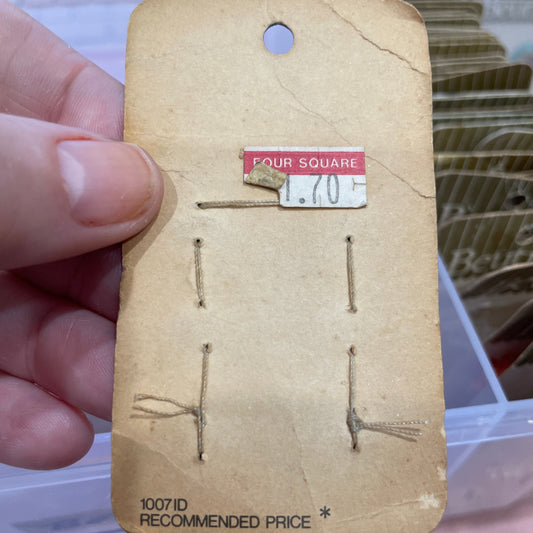 FOUR SQUARE
1.70
1007ID
RECOMMENDED PRICE *